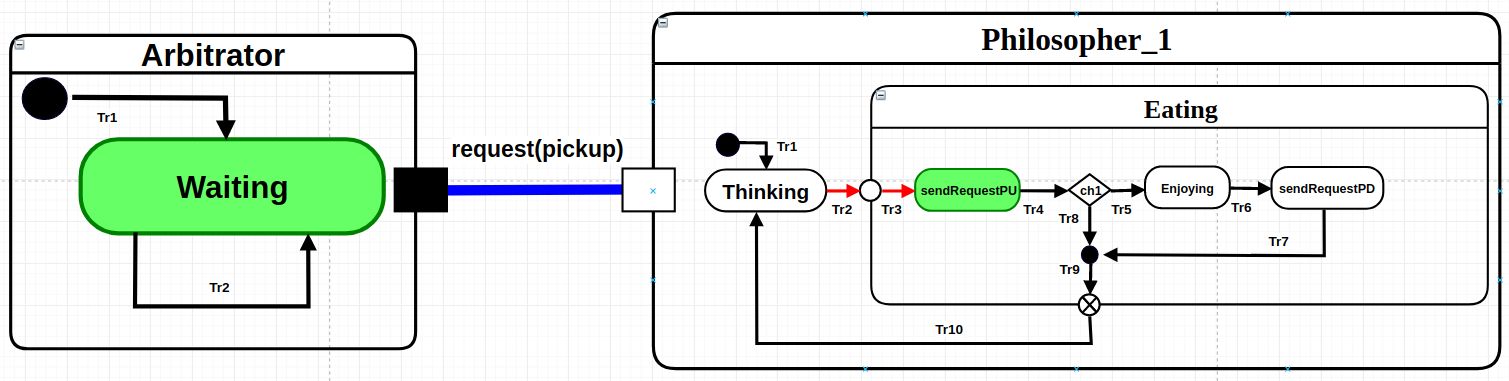 Arbitrator
Tr1
Waiting
Tr2
request(pickup)
Philosopher_1
Eating
Tr1
Thinking
Tr2
Tr3
sendRequestPU
Tr4
ch1
Tr5
Enjoying
Tr6
sendRequestPD
Tr8
Tr7
Tr9
Tr10